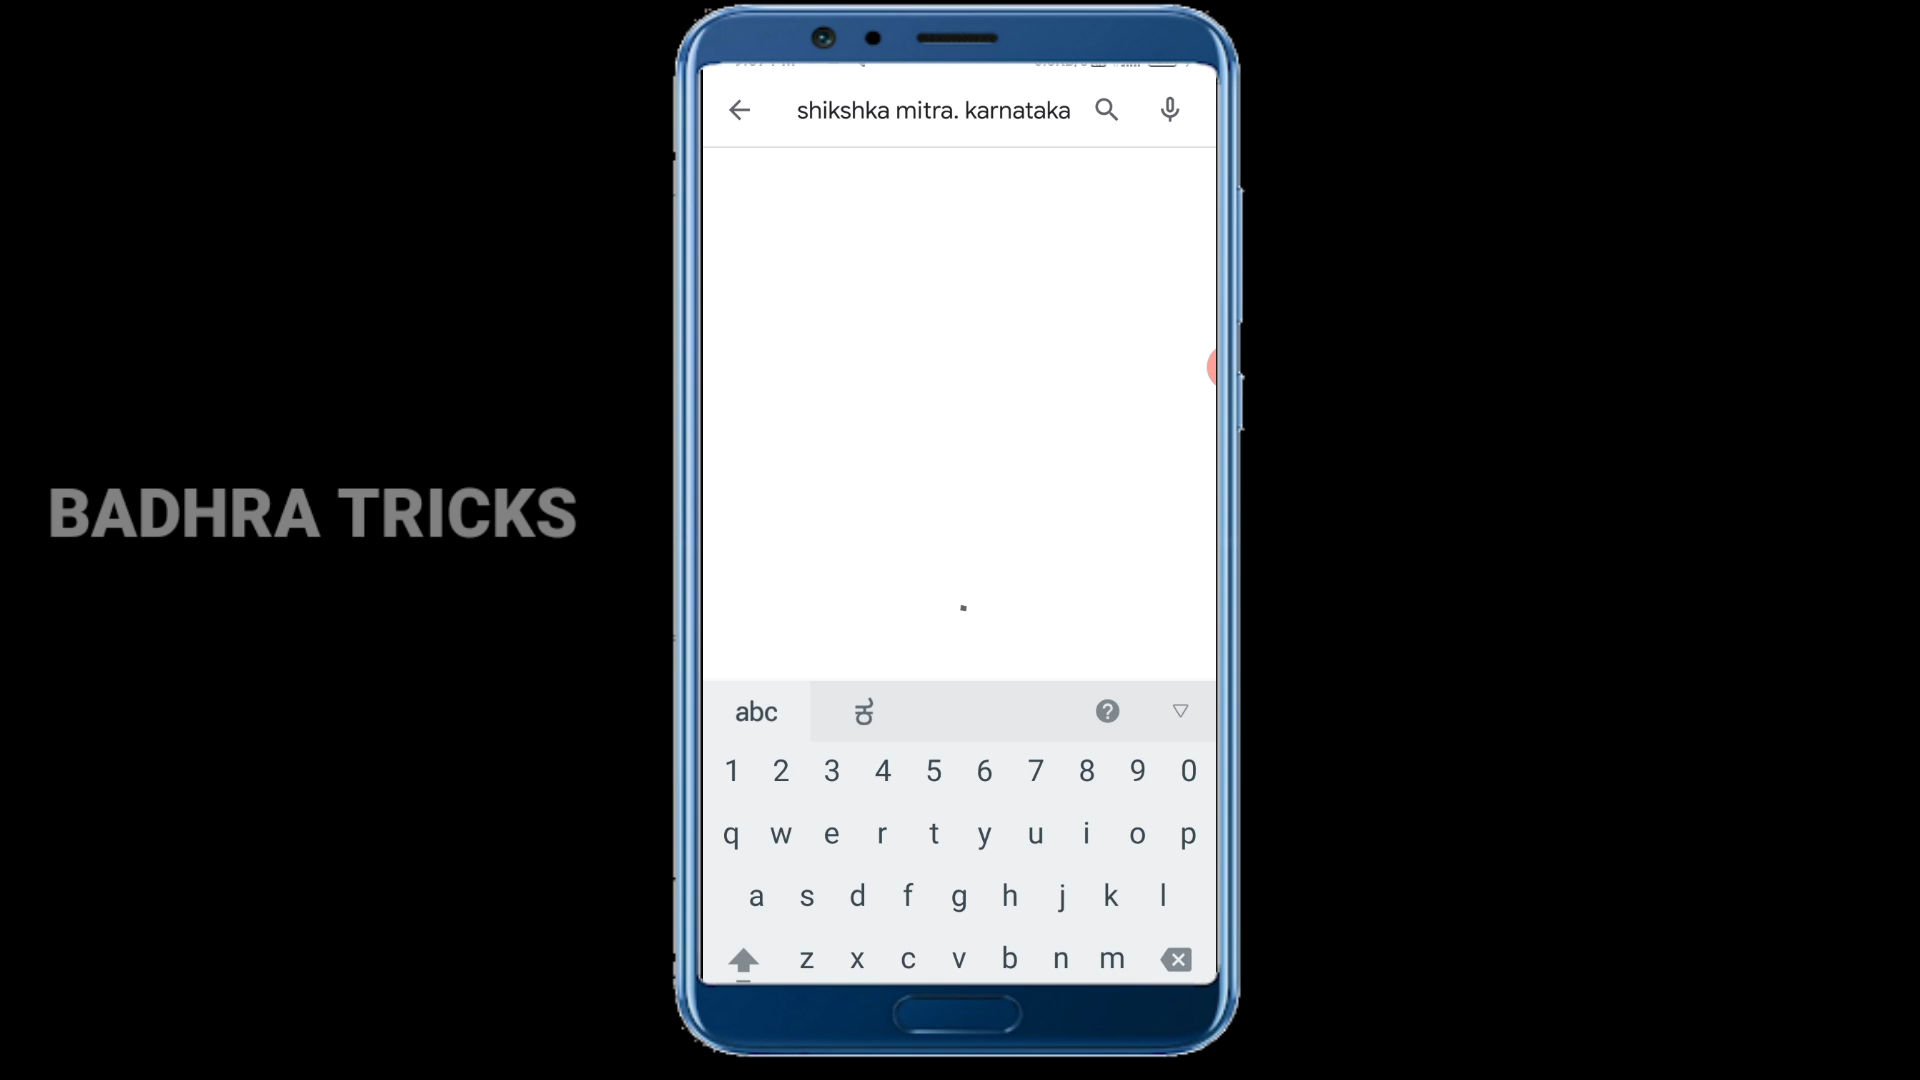 shikshka mitra. karnataka
BADHRA TRICKS
abc ಕ
1 2 3 4 5 6 7 8 9 0
q w e r t y u i o p
a s d f g h j k l
z x c v b n m